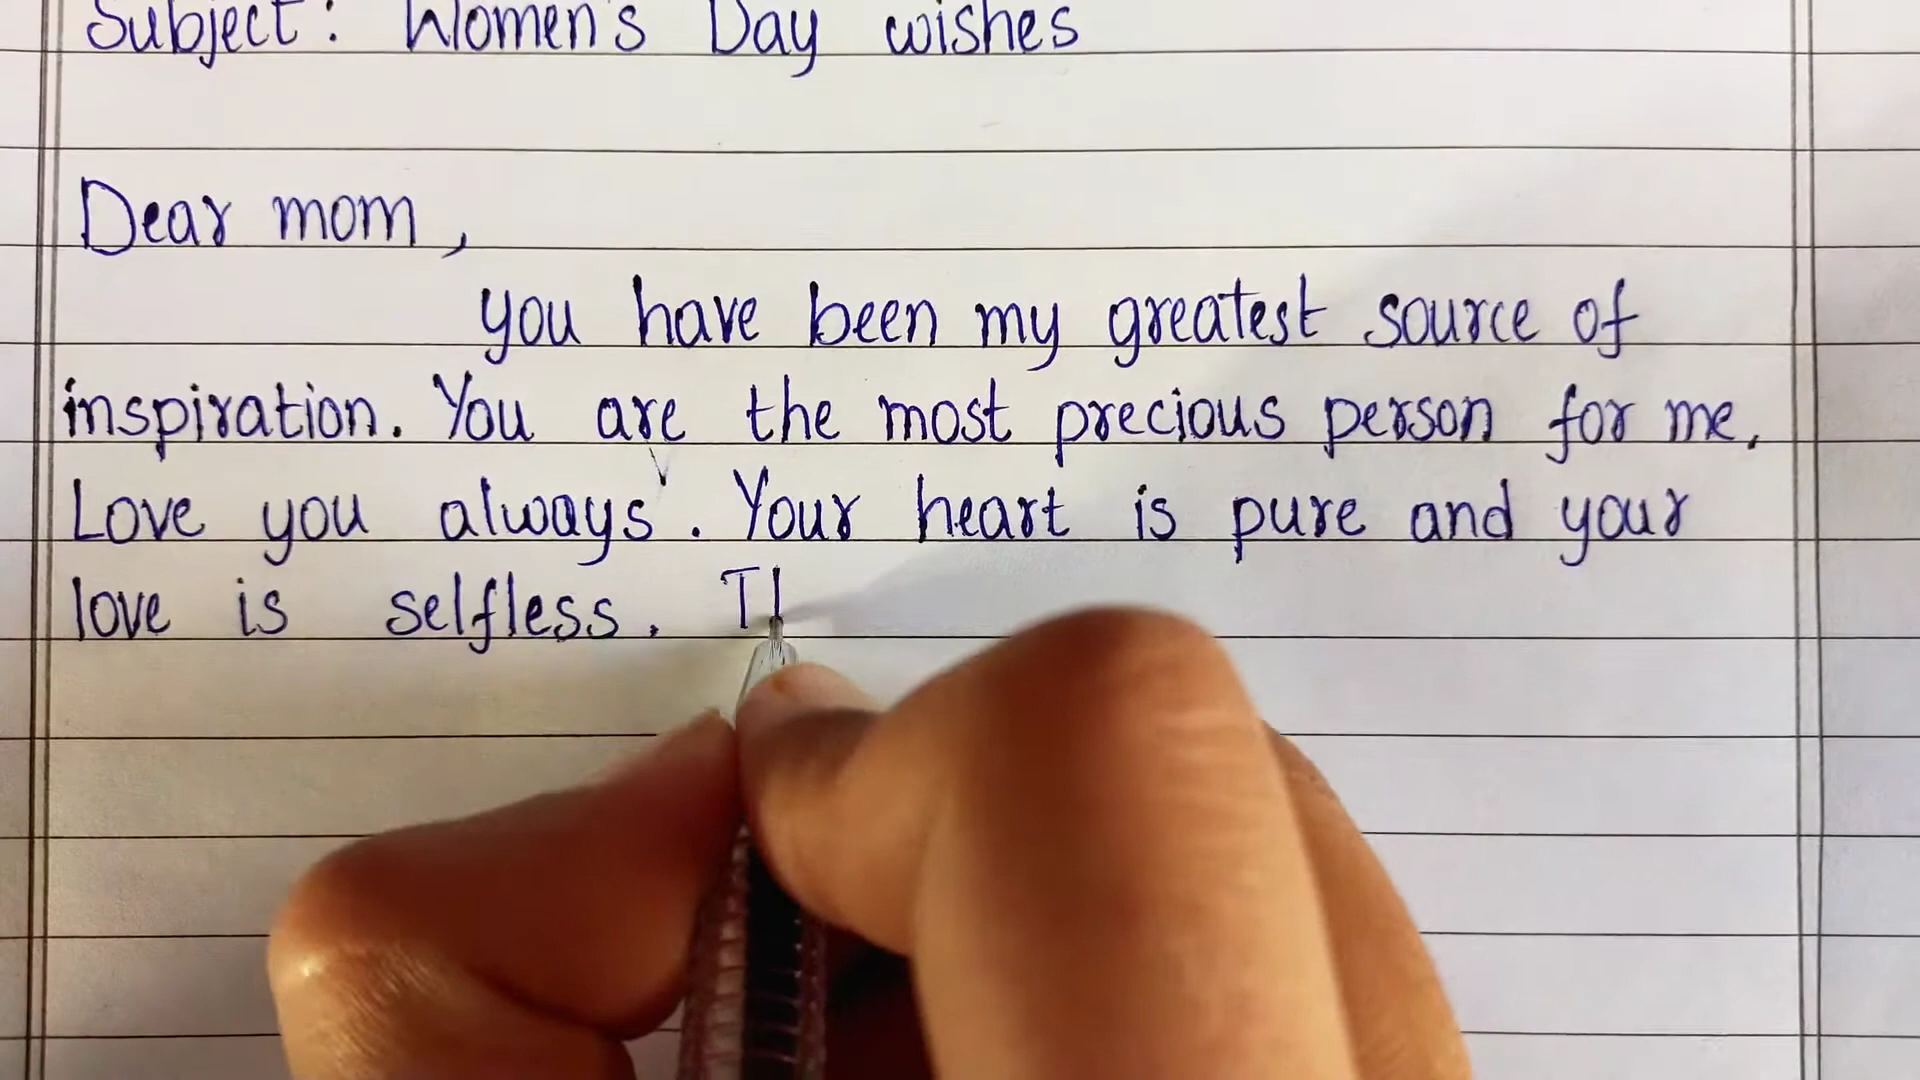 Subject: Women's Day wishes
Dear mom,
you have been my greatest source of
inspiration. You are the most precious person for me.
Love you always. Your heart is pure and your
love is selfless.